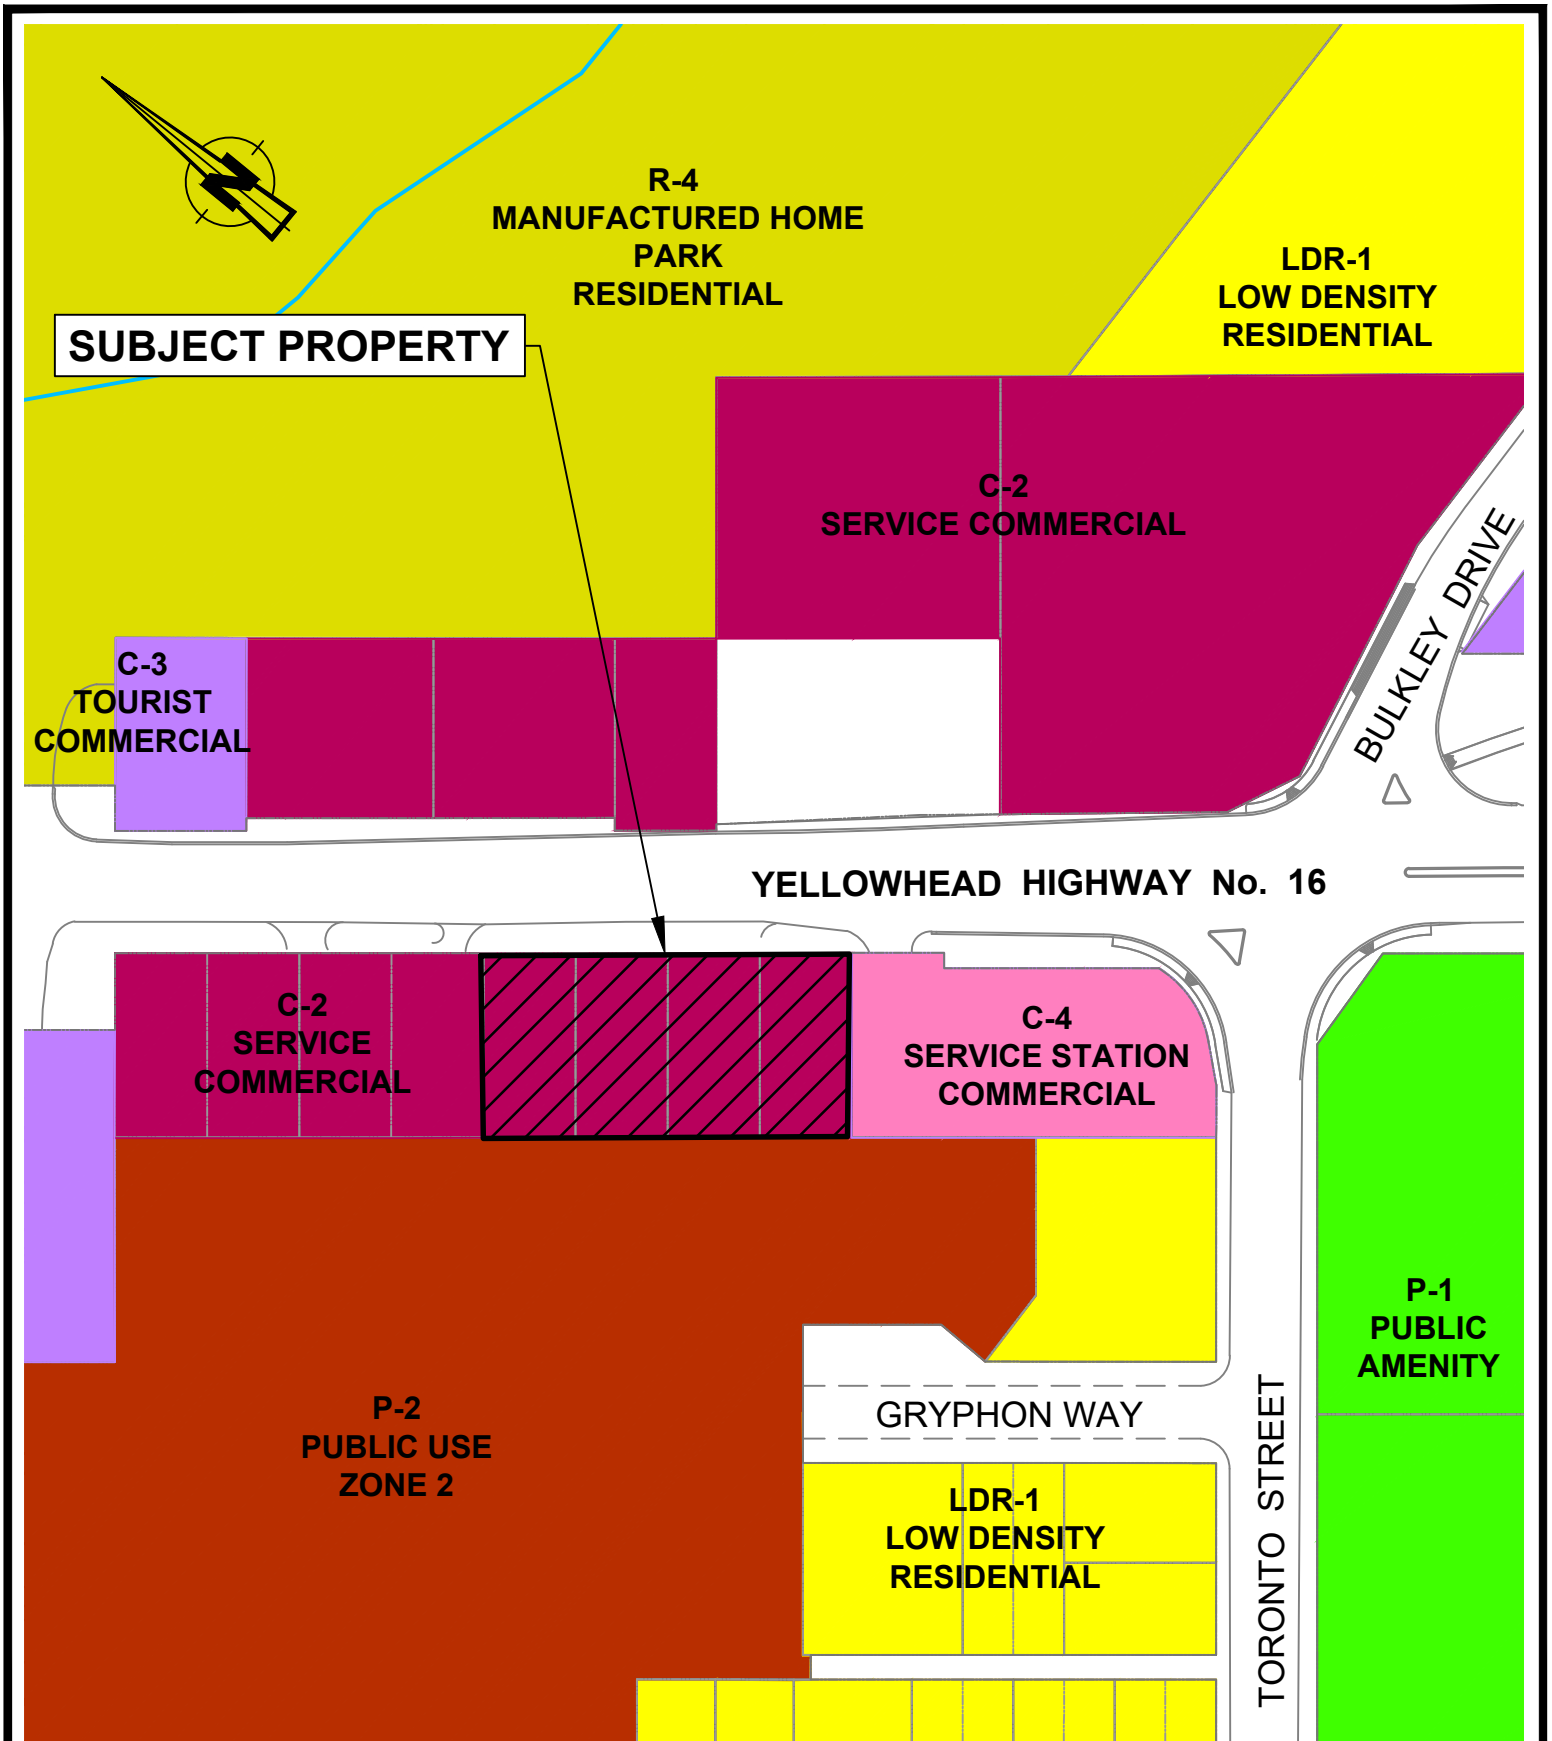 N
R-4
MANUFACTURED HOME
PARK
RESIDENTIAL
LDR-1
LOW DENSITY
RESIDENTIAL
SUBJECT PROPERTY
C-2
SERVICE COMMERCIAL
BULKLEY DRIVE
C-3
TOURIST
COMMERCIAL
YELLOWHEAD HIGHWAY No. 16
C-2
SERVICE
COMMERCIAL
C-4
SERVICE STATION
COMMERCIAL
P-1
PUBLIC
AMENITY
P-2
PUBLIC USE
ZONE 2
GRYPHON WAY
LDR-1
LOW DENSITY
RESIDENTIAL
TORONTO STREET